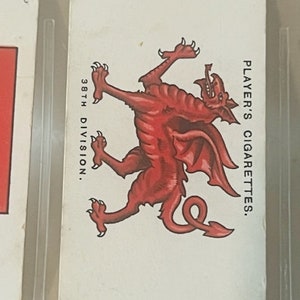 PLAYER'S CIGARETTES.
38TH DIVISION.